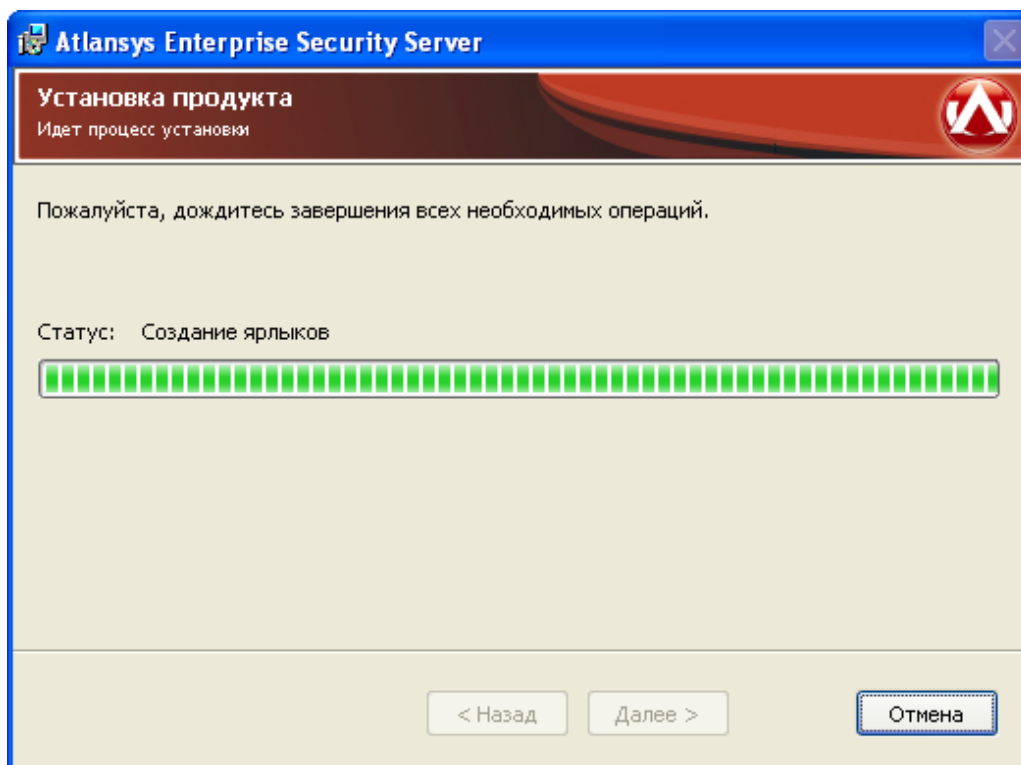 Atlansys Enterprise Security Server
Установка продукта
Идет процесс установки
Пожалуйста, дождитесь завершения всех необходимых операций.
Статус: Создание ярлыков
< Назад Далее > Отмена